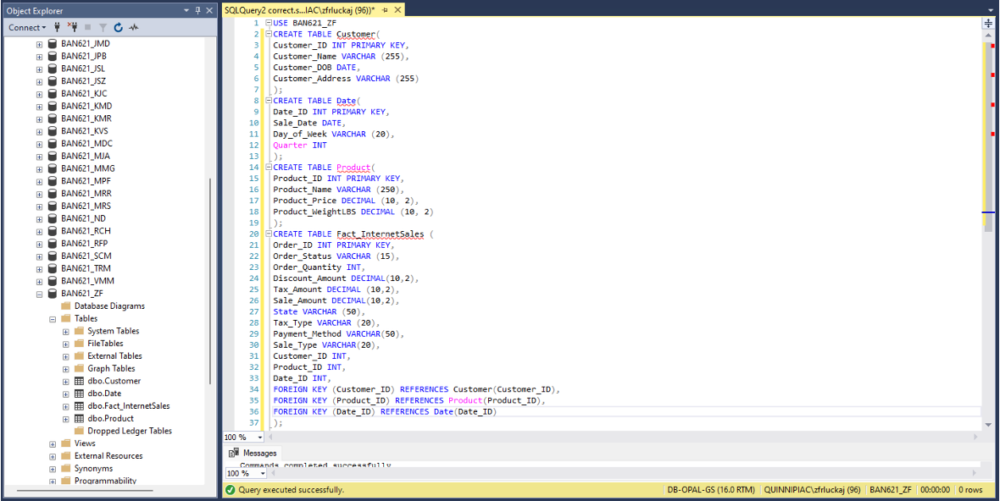 Object Explorer
Connect
BAN621_JMD
BAN621_JPB
BAN621_JSL
BAN621_JSZ
BAN621_KJC
BAN621_KMD
BAN621_KMR
BAN621_KVS
BAN621_MDC
BAN621_MJA
BAN621_MMG
BAN621_MPF
BAN621_MRR
BAN621_MRS
BAN621_ND
BAN621_RCH
BAN621_RFP
BAN621_SCM
BAN621_TRM
BAN621_VMM
BAN621_ZF
Database Diagrams
Tables
System Tables
FileTables
External Tables
Graph Tables
dbo.Customer
dbo.Date
dbo.Fact_InternetSales
dbo.Product
Dropped Ledger Tables
Views
External Resources
Synonyms
Programmability
SQLQuery2 correct.s...IAC\zfrluckaj (96))*
1 USE BAN621_ZF
2 CREATE TABLE Customer(
3 Customer_ID INT PRIMARY KEY,
4 Customer_Name VARCHAR (255),
5 Customer_DOB DATE,
6 Customer_Address VARCHAR (255)
7 );
8 CREATE TABLE Date(
9 Date_ID INT PRIMARY KEY,
10 Sale_Date DATE,
11 Day_of_Week VARCHAR (20),
12 Quarter INT
13 );
14 CREATE TABLE Product(
15 Product_ID INT PRIMARY KEY,
16 Product_Name VARCHAR (250),
17 Product_Price DECIMAL (10, 2),
18 Product_WeightLBS DECIMAL (10, 2)
19 );
20 CREATE TABLE Fact_InternetSales (
21 Order_ID INT PRIMARY KEY,
22 Order_Status VARCHAR (15),
23 Order_Quantity INT,
24 Discount_Amount DECIMAL(10,2),
25 Tax_Amount DECIMAL (10,2),
26 Sale_Amount DECIMAL(10,2),
27 State VARCHAR (50),
28 Tax_Type VARCHAR (20),
29 Payment_Method VARCHAR(50),
30 Sale_Type VARCHAR(20),
31 Customer_ID INT,
32 Product_ID INT,
33 Date_ID INT,
34 FOREIGN KEY (Customer_ID) REFERENCES Customer(Customer_ID),
35 FOREIGN KEY (Product_ID) REFERENCES Product(Product_ID),
36 FOREIGN KEY (Date_ID) REFERENCES Date(Date_ID)
37 );
100 %
Messages
Commands completed successfully
100 %
Query executed successfully. DB-OPAL-GS (16.0 RTM) QUINNIPIAC\zfrluckaj (96) BAN621_ZF 00:00:00 0 rows